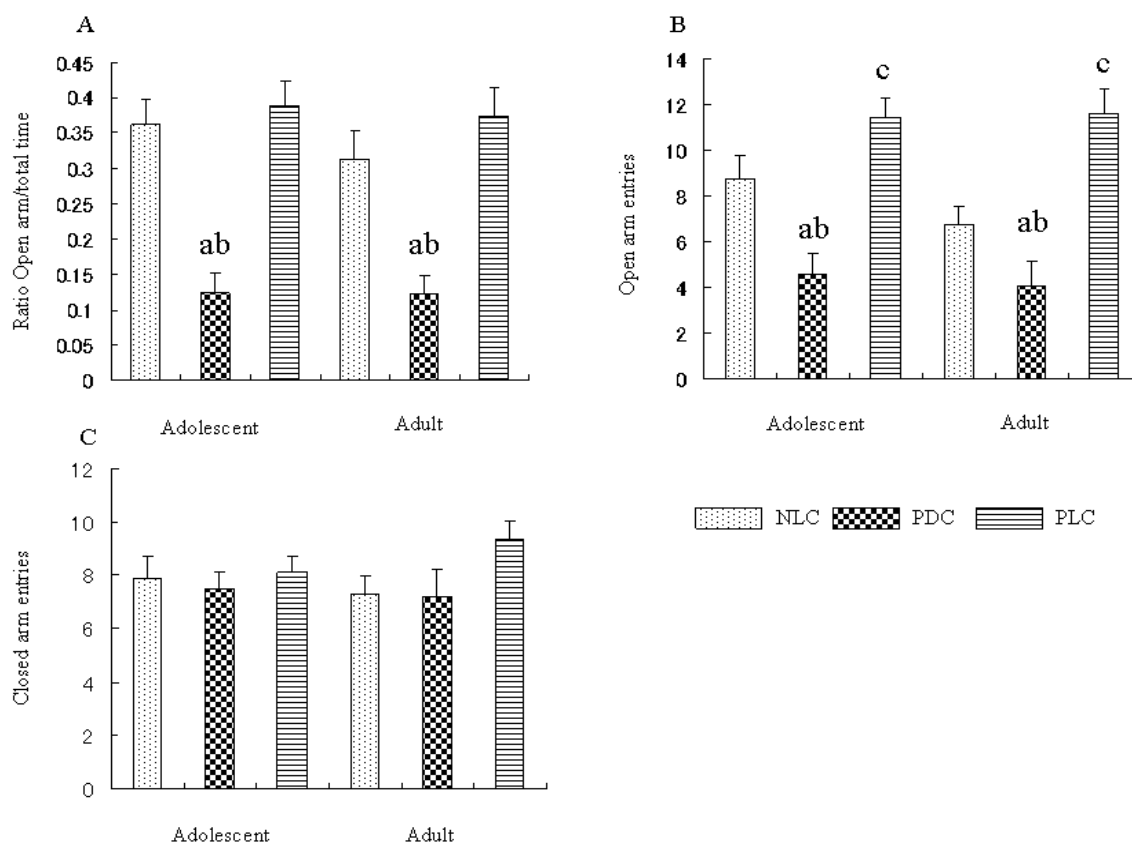 A
Ratio Open arm/total time
0.45
0.4
0.35
0.3
0.25
0.2
0.15
0.1
0.05
0
ab
ab
Adolescent
Adult
B
Open arm entries
14
12
10
8
6
4
2
0
ab
c
ab
c
Adolescent
Adult
C
Closed arm entries
12
10
8
6
4
2
0
Adolescent
Adult
NLC
PDC
PLC